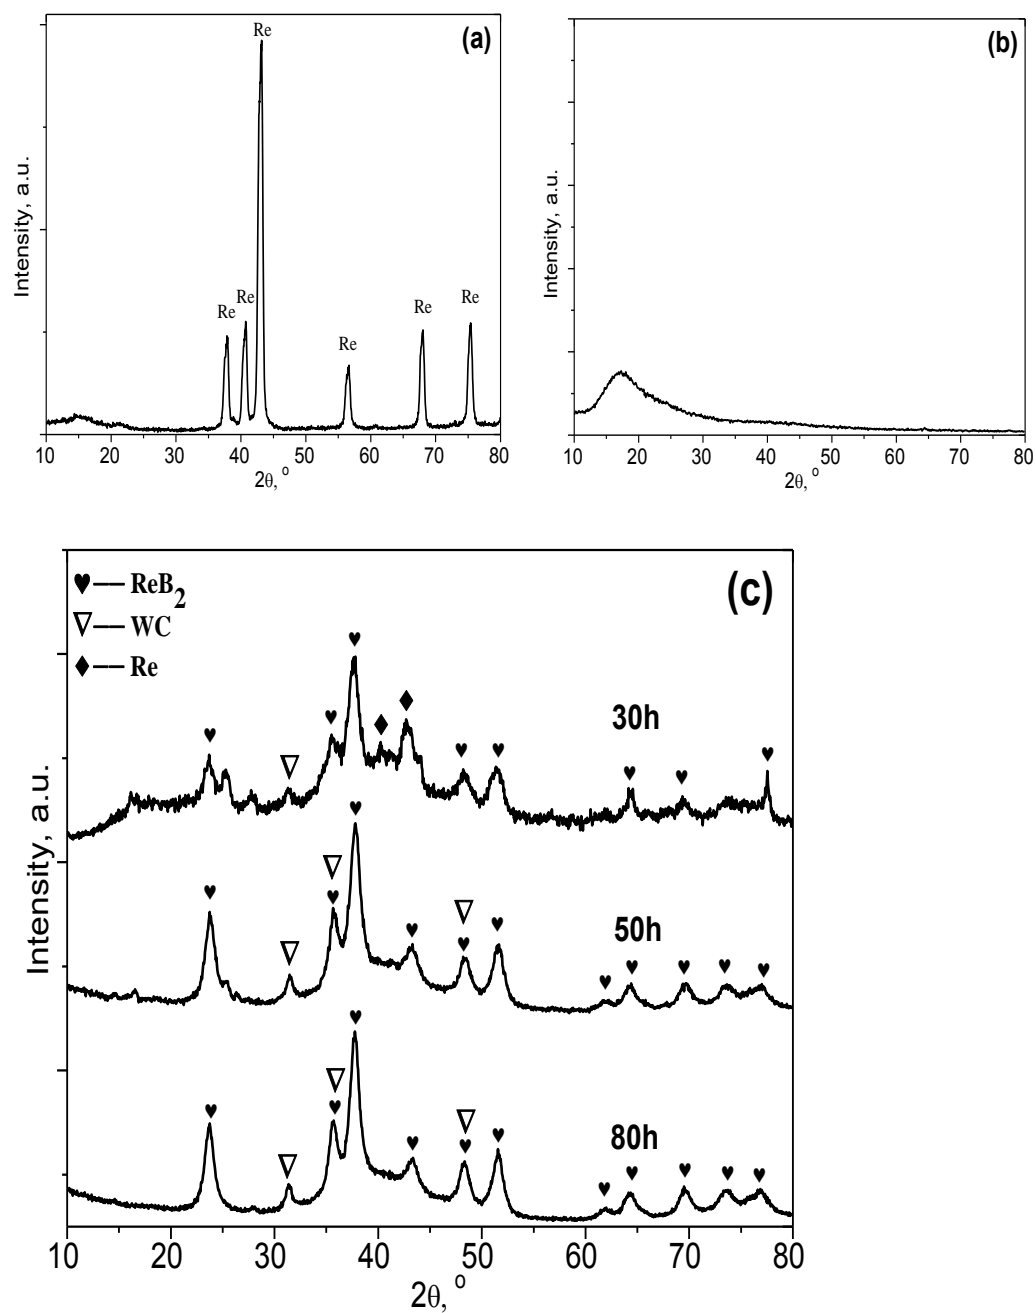 (a)
Re
Re
Re
Re
Re
Re
Intensity, a.u.
10 20 30 40 50 60 70 80
2θ, °
(b)
Intensity, a.u.
10 20 30 40 50 60 70 80
2θ, °
(c)
♥— ReB₂
▽— WC
♦— Re
30h
50h
80h
Intensity, a.u.
10 20 30 40 50 60 70 80
2θ, °